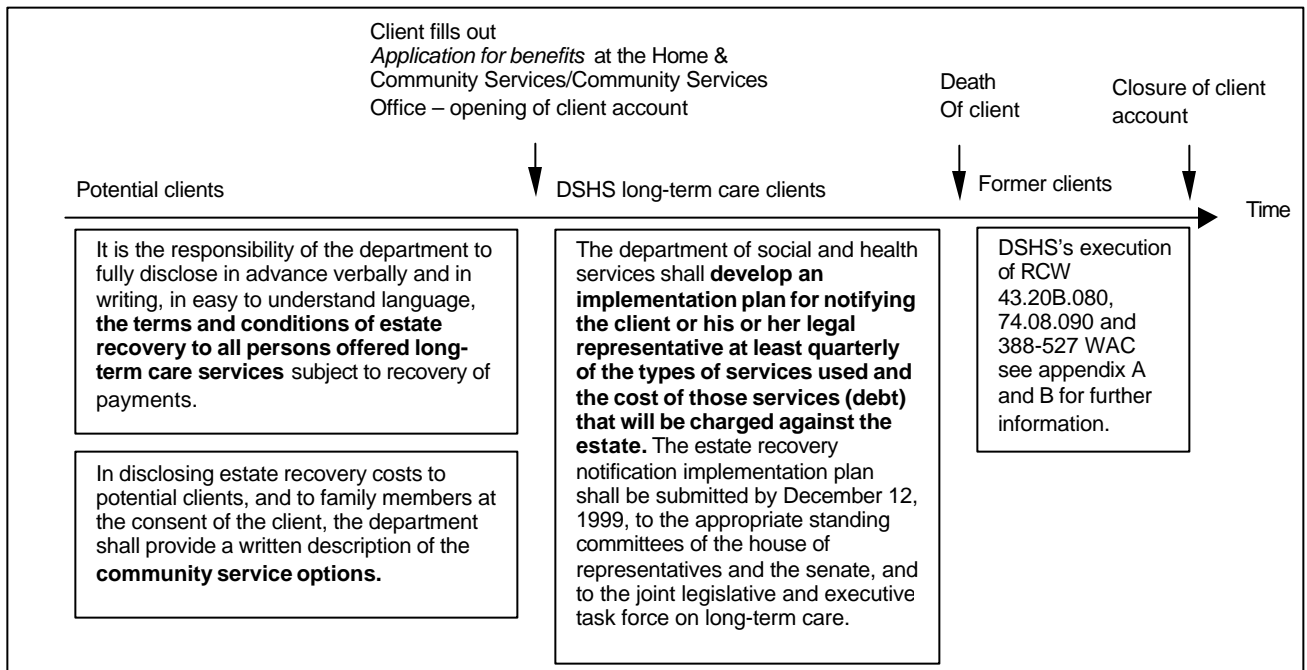 Client fills out
Application for benefits at the Home &
Community Services/Community Services
Office – opening of client account
Death
Of client
Closure of client
account
Potential clients
DSHS long-term care clients
Former clients
Time
It is the responsibility of the department to
fully disclose in advance verbally and in
writing, in easy to understand language,
the terms and conditions of estate
recovery to all persons offered long-
term care services subject to recovery of
payments.
In disclosing estate recovery costs to
potential clients, and to family members at
the consent of the client, the department
shall provide a written description of the
community service options.
The department of social and health
services shall develop an
implementation plan for notifying
the client or his or her legal
representative at least quarterly
of the types of services used and
the cost of those services (debt)
that will be charged against the
estate. The estate recovery
notification implementation plan
shall be submitted by December 12,
1999, to the appropriate standing
committees of the house of
representatives and the senate, and
to the joint legislative and executive
task force on long-term care.
DSHS's execution
of RCW
43.20B.080,
74.08.090 and
388-527 WAC
see appendix A
and B for further
information.